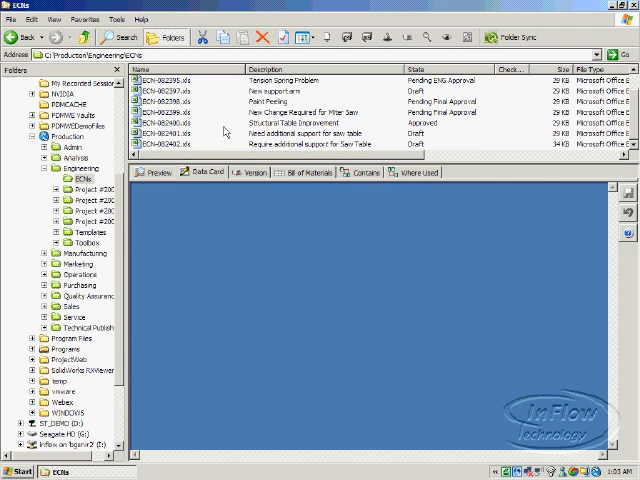 File Edit View Favorites Tools Help
Back Search Folders Folder Sync
Address C:\Production\Engineering\ECNs Go
Folders
My Recorded Session
NVIDIA
PDMCACHE
PDMWE Vaults
PDMWEDemoFiles
Production
Admin
Analysis
Engineering
ECNs
Project #200
Project #200
Project #200
Project #200
Templates
Toolbox
Manufacturing
Marketing
Operations
Purchasing
Quality Assuranc
Sales
Service
Technical Publish
Program Files
Programs
ProjectWeb
SolidWorks RXViewer
temp
vmware
Webex
WINDOWS
ST_DEMO (D:)
Seagate HD (G:)
inflow on 'bgsrvr2' (I:)
Name Description State Check... Size File Type
ECN-082395.xls Tension Spring Problem Pending ENG Approval 29 KB Microsoft Office E
ECN-082397.xls New support arm Draft 29 KB Microsoft Office E
ECN-082398.xls Paint Peeling Pending Final Approval 29 KB Microsoft Office E
ECN-082399.xls New Change Required for Miter Saw Pending Final Approval 29 KB Microsoft Office E
ECN-082400.xls Structural Table Improvement Approved 29 KB Microsoft Office E
ECN-082401.xls Need additional support for saw table Draft 29 KB Microsoft Office E
ECN-082402.xls Require additional support for Saw Table Draft 34 KB Microsoft Office E
Preview Data Card Version Bill of Materials Contains Where Used
InFlow
Technology
Start ECNs 1:03 AM